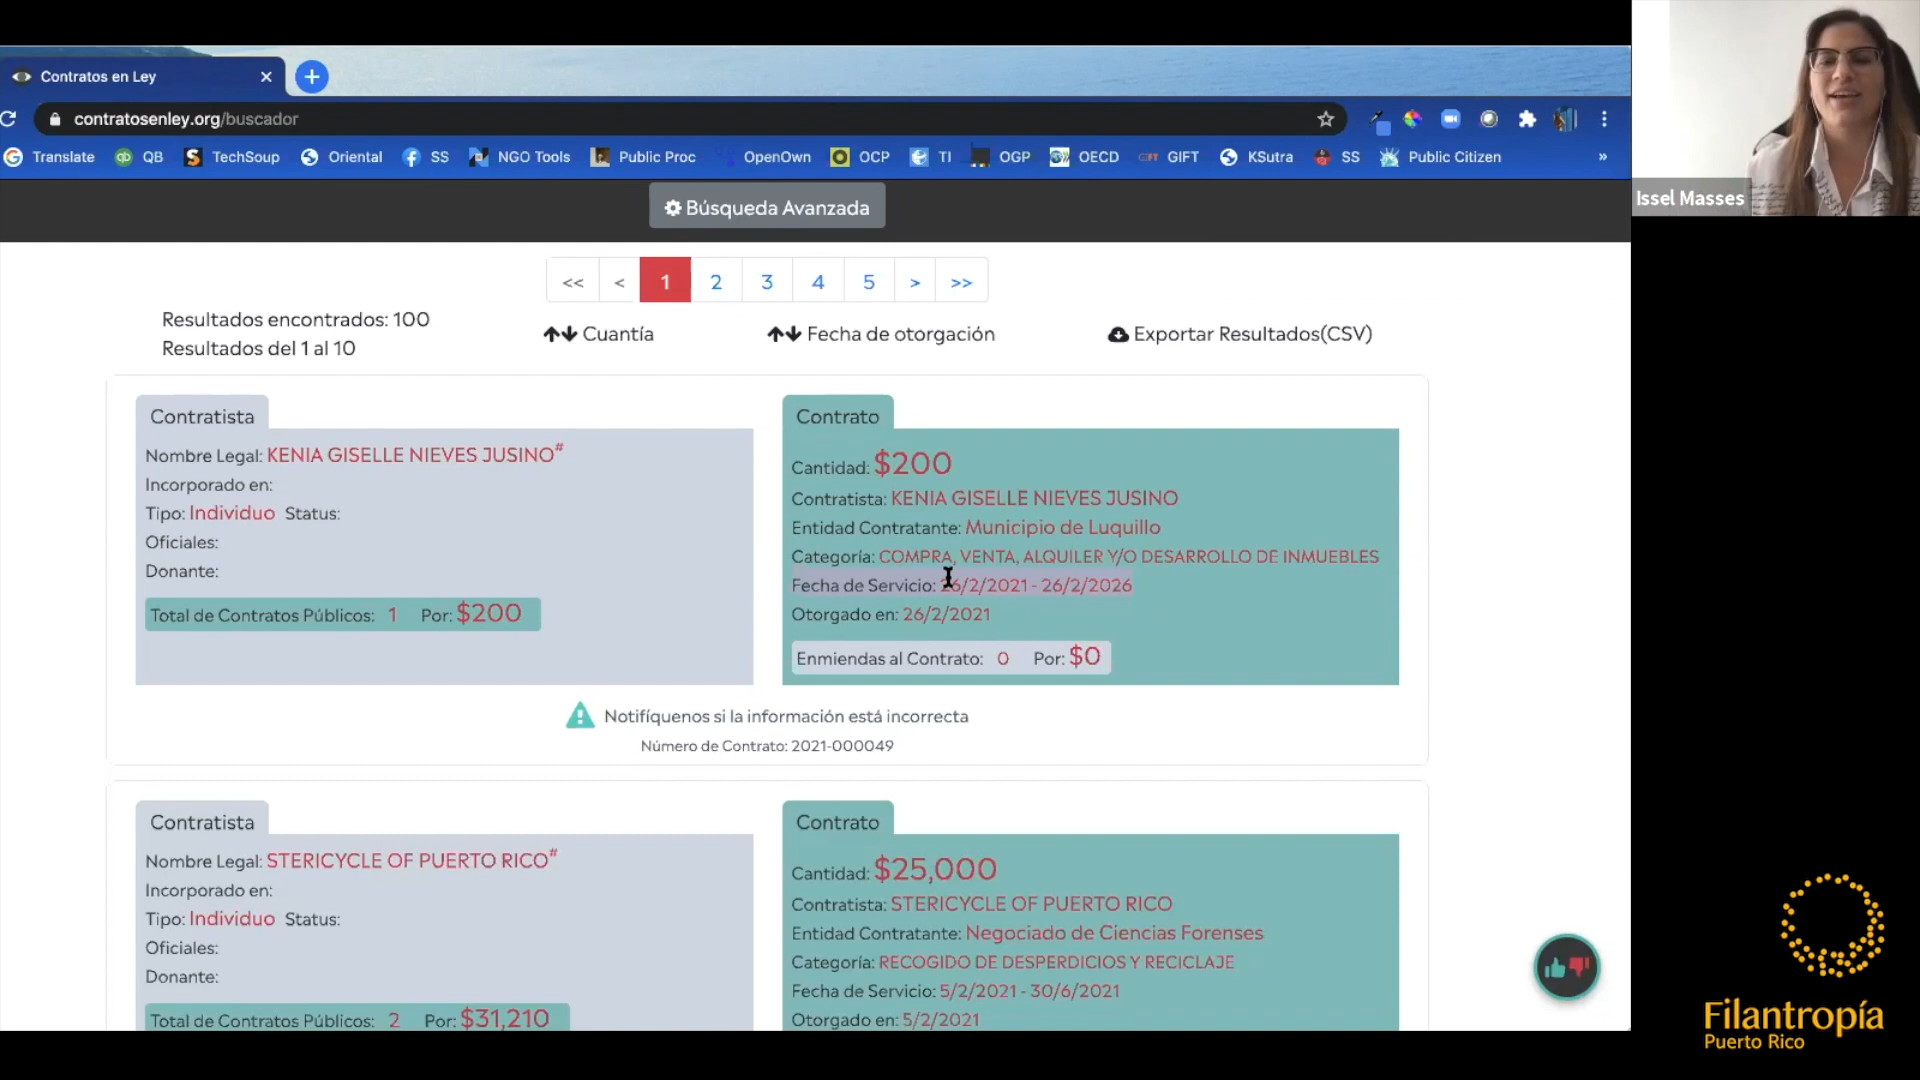 Contratos en Ley
contratosenley.org/buscador
Translate QB TechSoup Oriental SS NGO Tools Public Proc OpenOwn OCP TI OGP OECD GIFT KSutra SS Public Citizen »
Búsqueda Avanzada
<< < 1 2 3 4 5 > >>
Resultados encontrados: 100
Resultados del 1 al 10
Cuantía
Fecha de otorgación
Exportar Resultados(CSV)
Contratista
Nombre Legal: KENIA GISELLE NIEVES JUSINO#
Incorporado en:
Tipo: Individuo Status:
Oficiales:
Donante:
Total de Contratos Públicos: 1 Por: $200
Contrato
Cantidad: $200
Contratista: KENIA GISELLE NIEVES JUSINO
Entidad Contratante: Municipio de Luquillo
Categoría: COMPRA, VENTA, ALQUILER Y/O DESARROLLO DE INMUEBLES
Fecha de Servicio: 26/2/2021 - 26/2/2026
Otorgado en: 26/2/2021
Enmiendas al Contrato: 0 Por: $0
Notifíquenos si la información está incorrecta
Número de Contrato: 2021-000049
Contratista
Nombre Legal: STERICYCLE OF PUERTO RICO#
Incorporado en:
Tipo: Individuo Status:
Oficiales:
Donante:
Total de Contratos Públicos: 2 Por: $31,210
Contrato
Cantidad: $25,000
Contratista: STERICYCLE OF PUERTO RICO
Entidad Contratante: Negociado de Ciencias Forenses
Categoría: RECOGIDO DE DESPERDICIOS Y RECICLAJE
Fecha de Servicio: 5/2/2021 - 30/6/2021
Otorgado en: 5/2/2021
Issel Masses
Filantropía
Puerto Rico